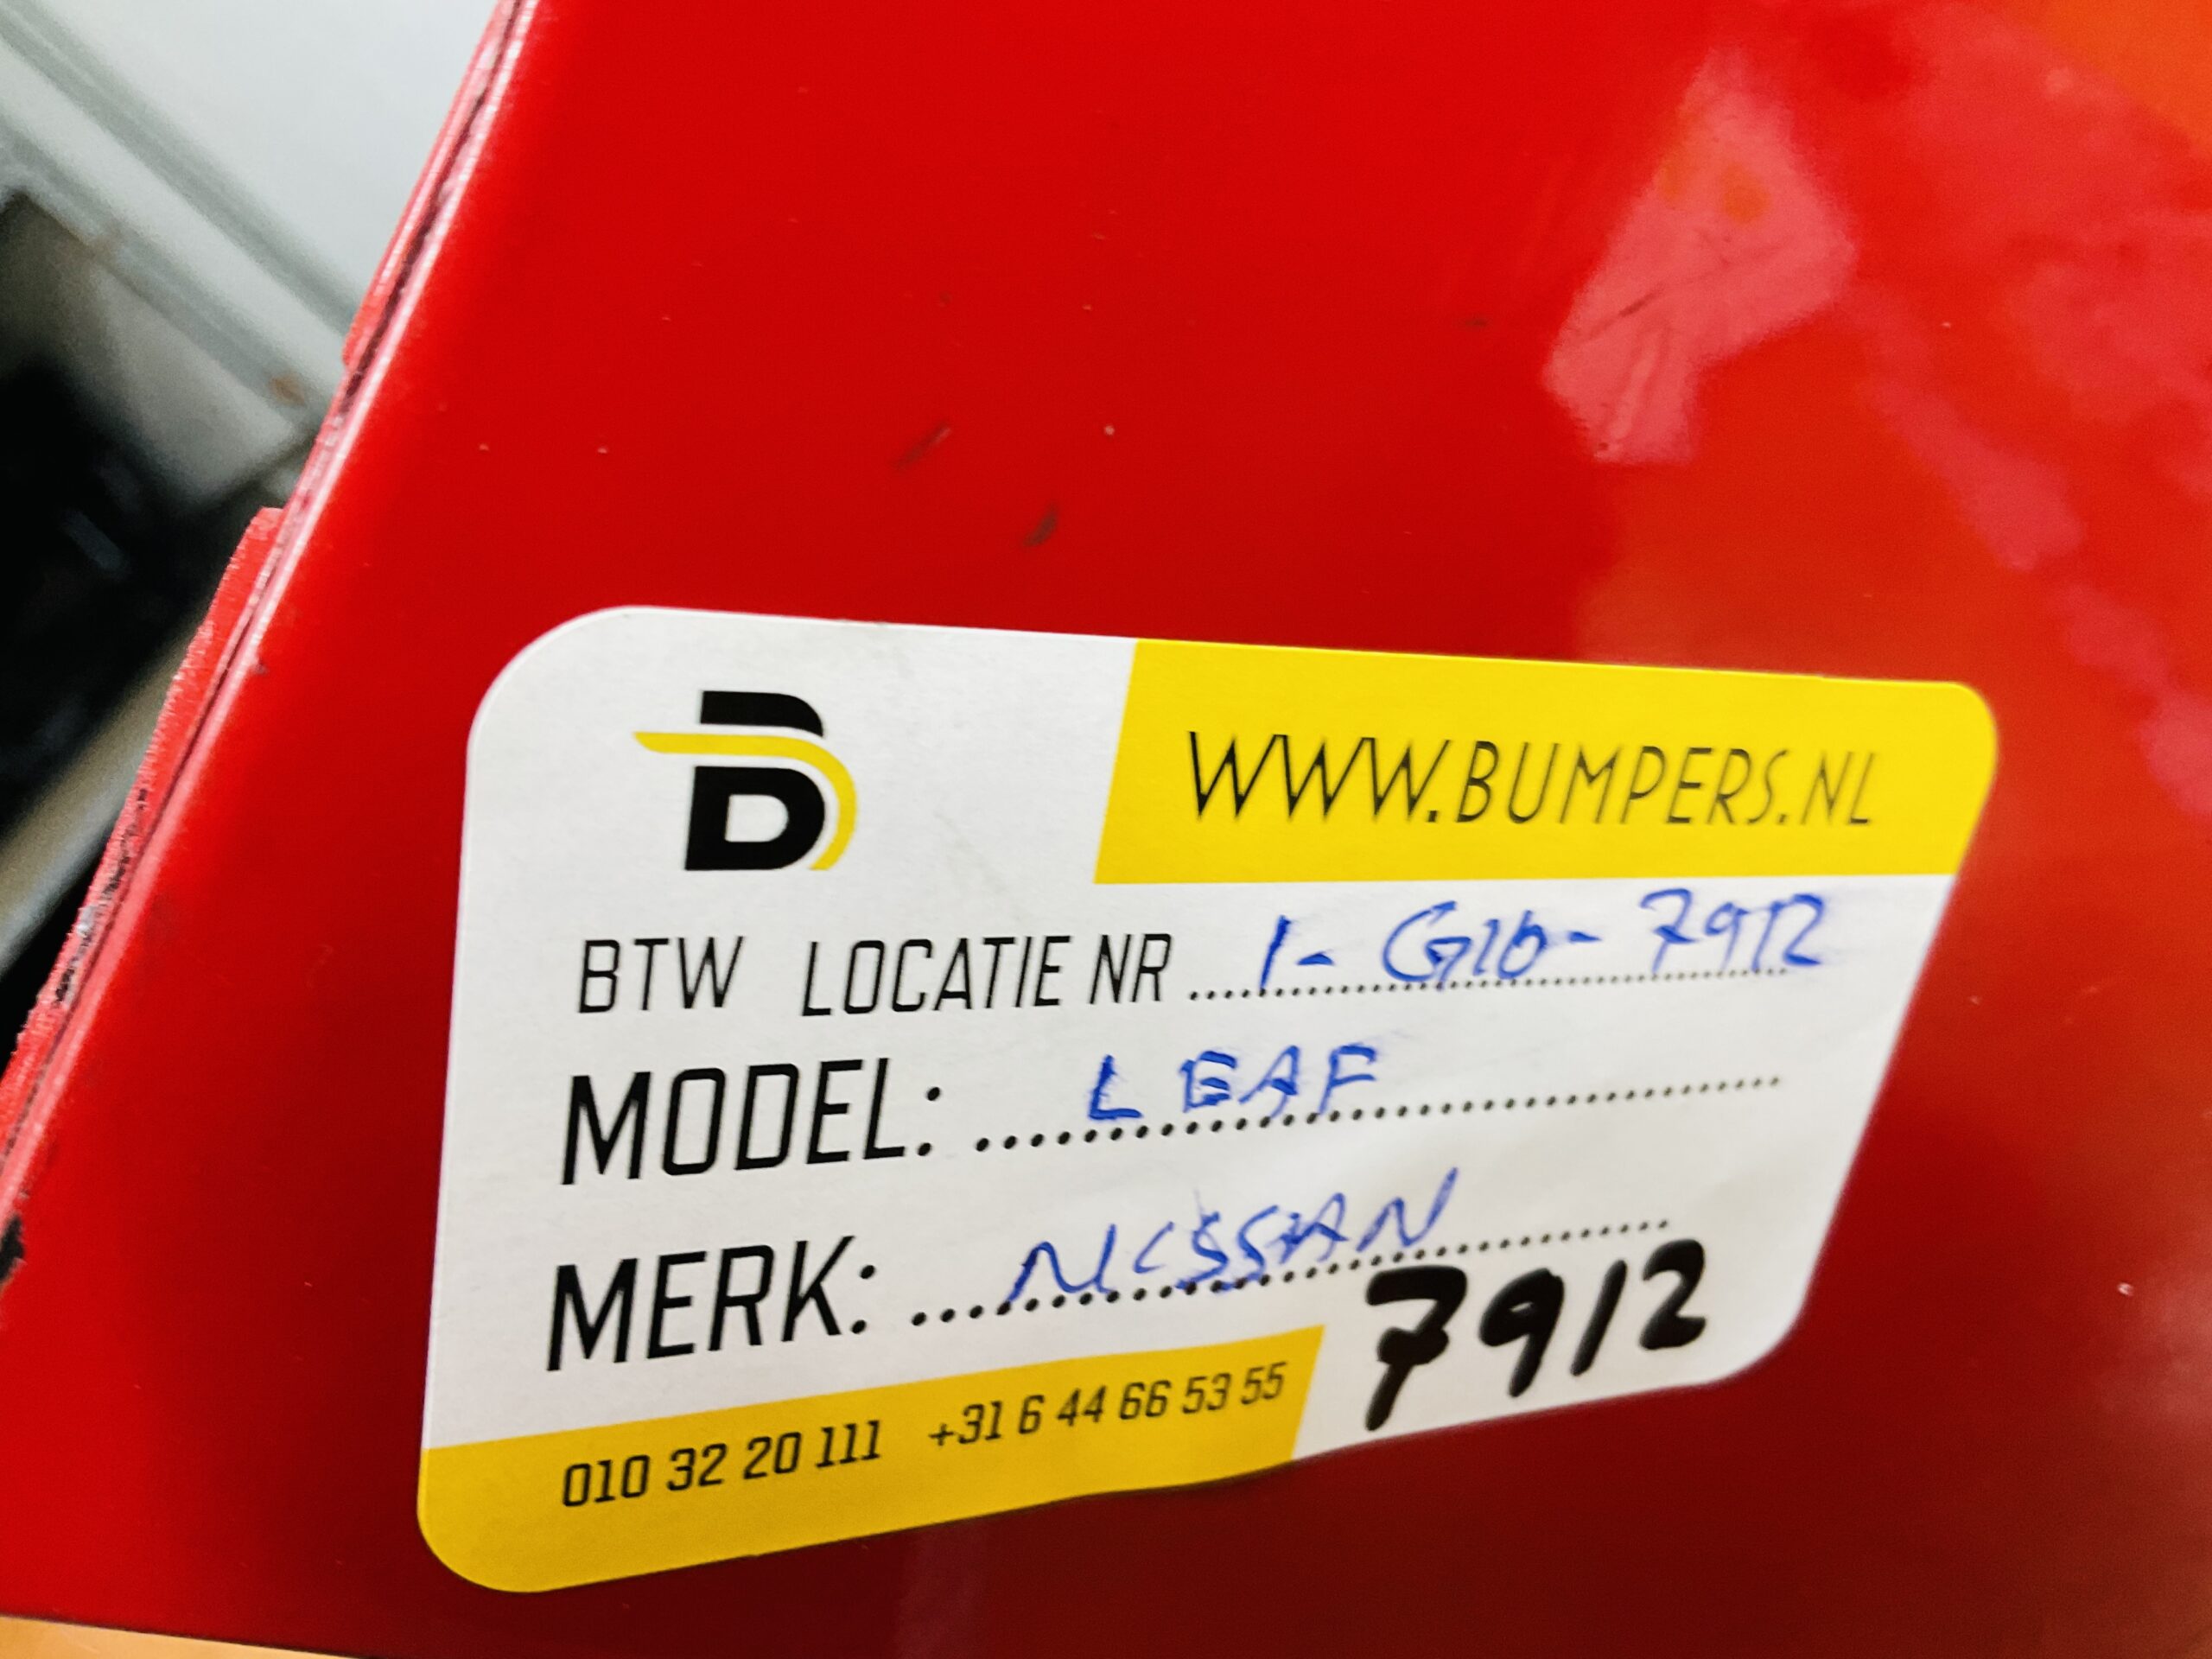 B
WWW.BUMPERS.NL
BTW LOCATIE NR ........ 1- G10- 7912
MODEL: ........ LEAF
MERK: ........ NISSAN
7912
010 32 20 111 +31 6 44 66 53 55